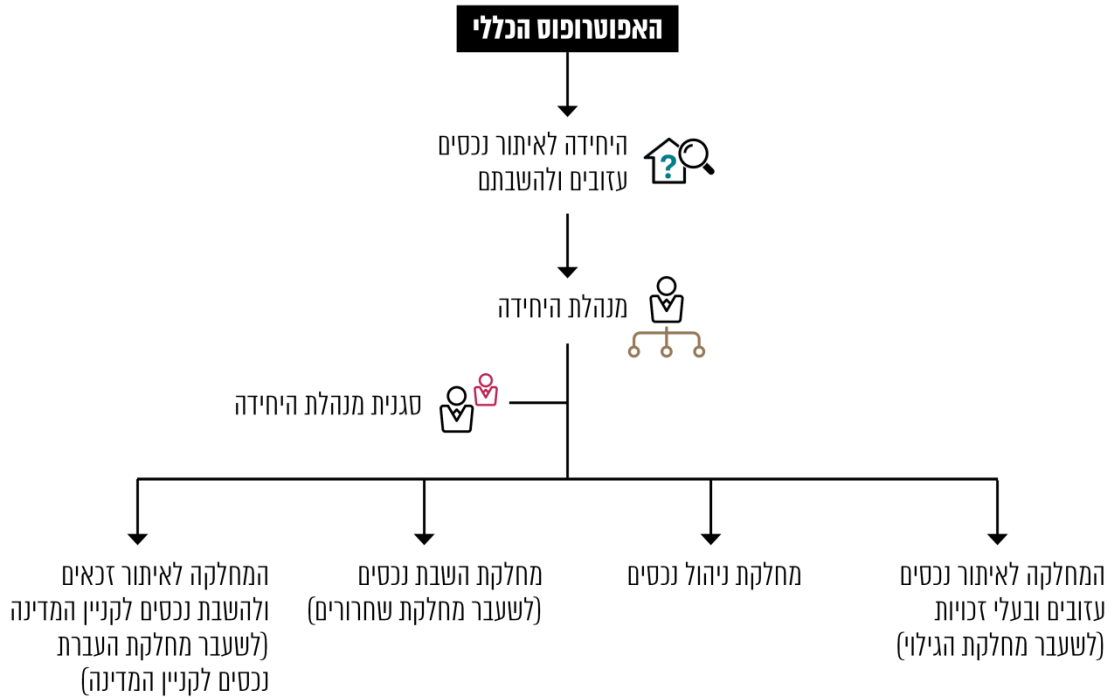 האפוטרופוס הכללי
היחידה לאיתור נכסים
עזובים ולהשבתם
?
מנהלת היחידה
סגנית מנהלת היחידה
המחלקה לאיתור נכסים
עזובים ובעלי זכויות
(לשעבר מחלקת הגילוי)
מחלקת ניהול נכסים
מחלקת השבת נכסים
(לשעבר מחלקת שחרורים)
המחלקה לאיתור זכאים
ולהשבת נכסים לקניין המדינה
(לשעבר מחלקת העברת
נכסים לקניין המדינה)